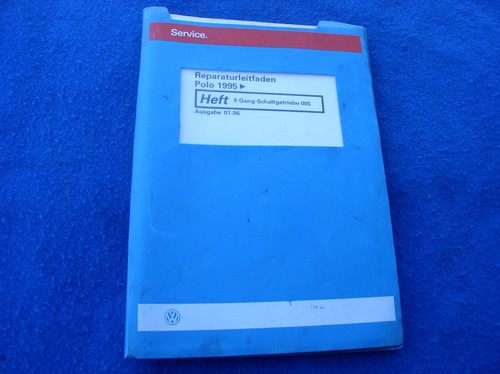 Service.
Reparaturleitfaden
Polo 1995 ►
Heft 5 Gang-Schaltgetriebe 085
Ausgabe 01.96